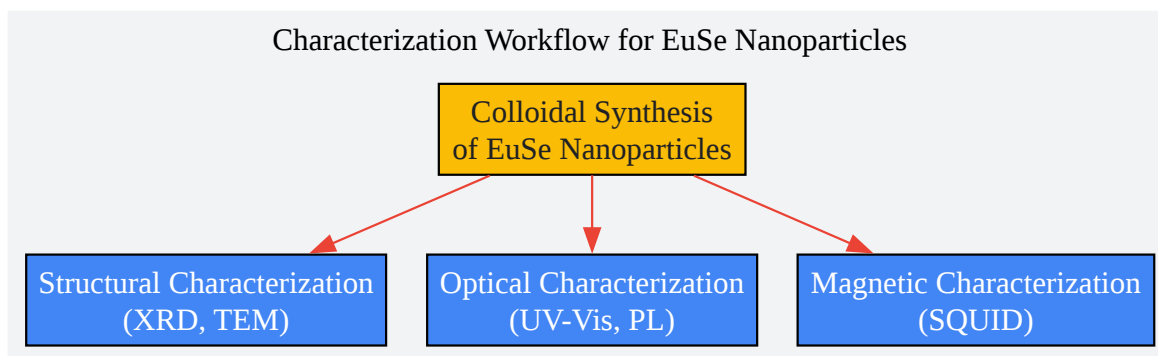 Characterization Workflow for EuSe Nanoparticles
Colloidal Synthesis
of EuSe Nanoparticles
Structural Characterization
(XRD, TEM)
Optical Characterization
(UV-Vis, PL)
Magnetic Characterization
(SQUID)